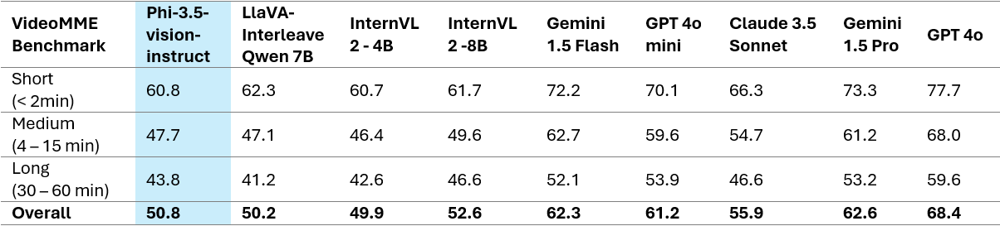 VideoMME Benchmark | Phi-3.5-vision-instruct | LlaVA-Interleave Qwen 7B | InternVL 2 - 4B | InternVL 2 -8B | Gemini 1.5 Flash | GPT 4o mini | Claude 3.5 Sonnet | Gemini 1.5 Pro | GPT 4o
Short (< 2min) | 60.8 | 62.3 | 60.7 | 61.7 | 72.2 | 70.1 | 66.3 | 73.3 | 77.7
Medium (4 – 15 min) | 47.7 | 47.1 | 46.4 | 49.6 | 62.7 | 59.6 | 54.7 | 61.2 | 68.0
Long (30 – 60 min) | 43.8 | 41.2 | 42.6 | 46.6 | 52.1 | 53.9 | 46.6 | 53.2 | 59.6
Overall | 50.8 | 50.2 | 49.9 | 52.6 | 62.3 | 61.2 | 55.9 | 62.6 | 68.4